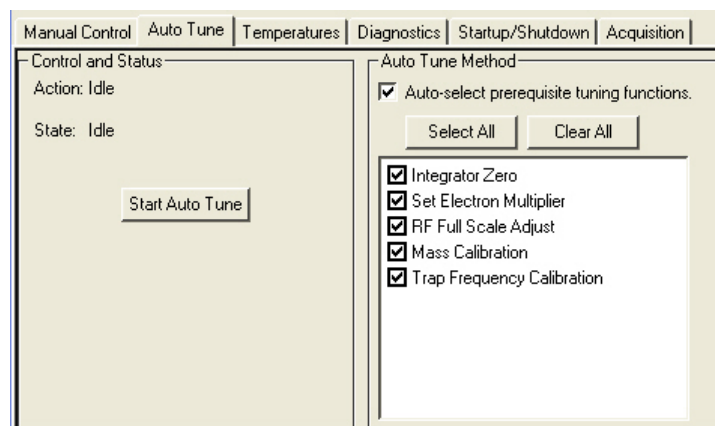 Manual Control Auto Tune Temperatures Diagnostics Startup/Shutdown Acquisition
Control and Status
Action: Idle
State: Idle
Start Auto Tune
Auto Tune Method
Auto-select prerequisite tuning functions.
Select All Clear All
Integrator Zero
Set Electron Multiplier
RF Full Scale Adjust
Mass Calibration
Trap Frequency Calibration